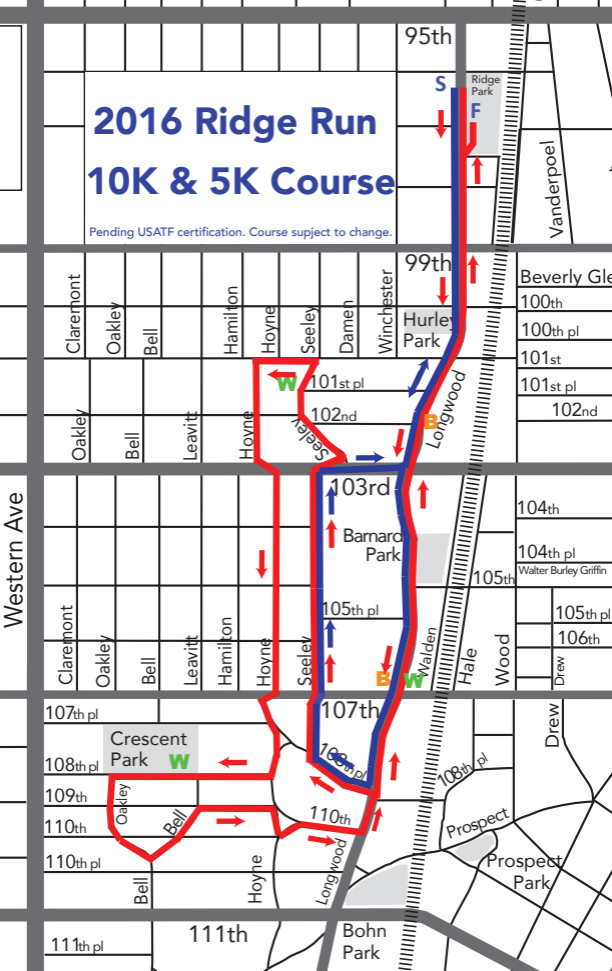 95th
S
Ridge
Park
F
2016 Ridge Run
10K & 5K Course
Pending USATF certification. Course supject to change.
Vanderpoel
99th
Claremont
Oakley
Bell
Hamilton
Hoyne
Seeley
Damen
Winchester
Hurley
Park
Beverly Gle
100th
100th pl
101st
101st pl
102nd
W
101st pl
102nd
B
Longwood
Oakley
Bell
Leavitt
Hoyne
Seeley
103rd
Western Ave
Barnard
Park
104th
104th pl
Walter Burley Griffin
105th
105th pl
105th pl
106th
Claremont
Oakley
Bell
Leavitt
Hamilton
Hoyne
Seeley
B
W
Walden
Hale
Wood
Drew
107th pl
107th
Drew
Crescent
Park
W
108th pl
108th pl
108th pl
109th
Oakley
Bell
110th
110th
Prospect
110th pl
Prospect
Park
Bell
Hoyne
Longwood
111th
111th pl
Bohn
Park